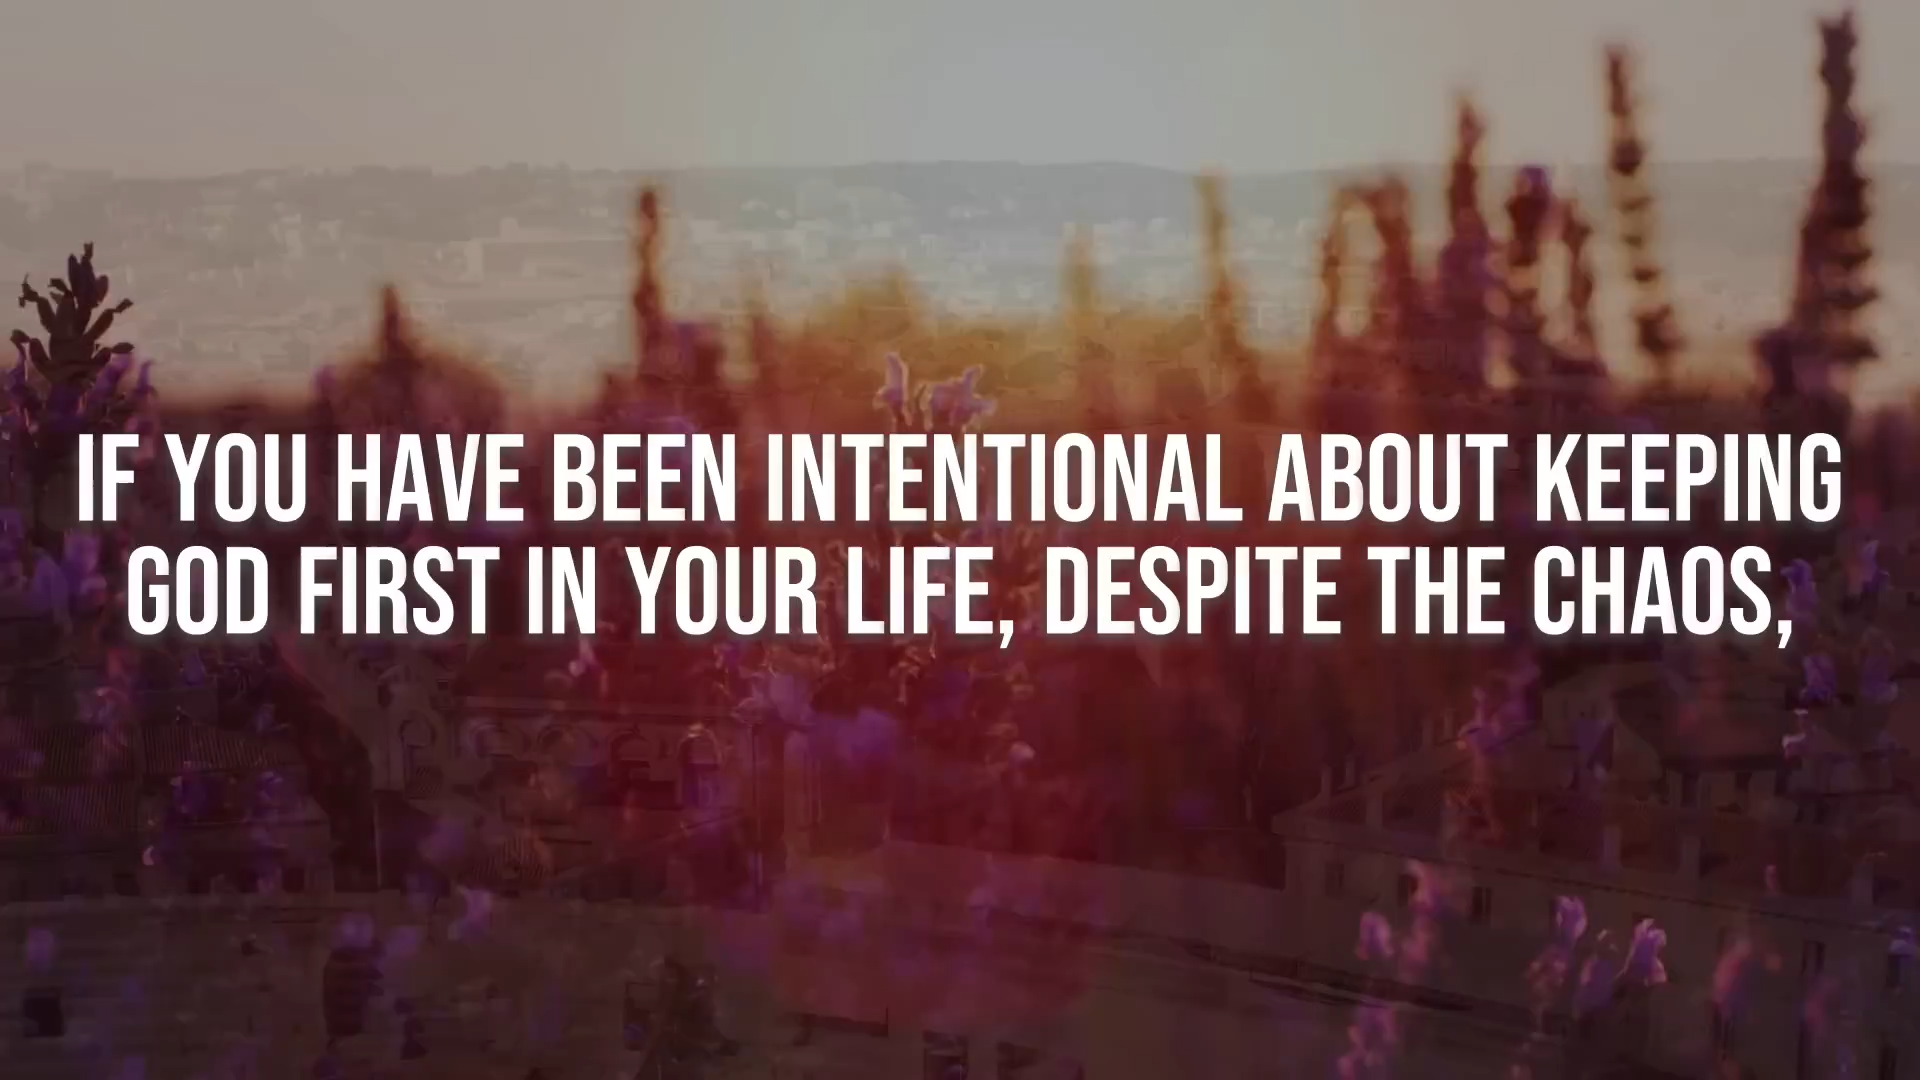 IF YOU HAVE BEEN INTENTIONAL ABOUT KEEPING
GOD FIRST IN YOUR LIFE, DESPITE THE CHAOS,